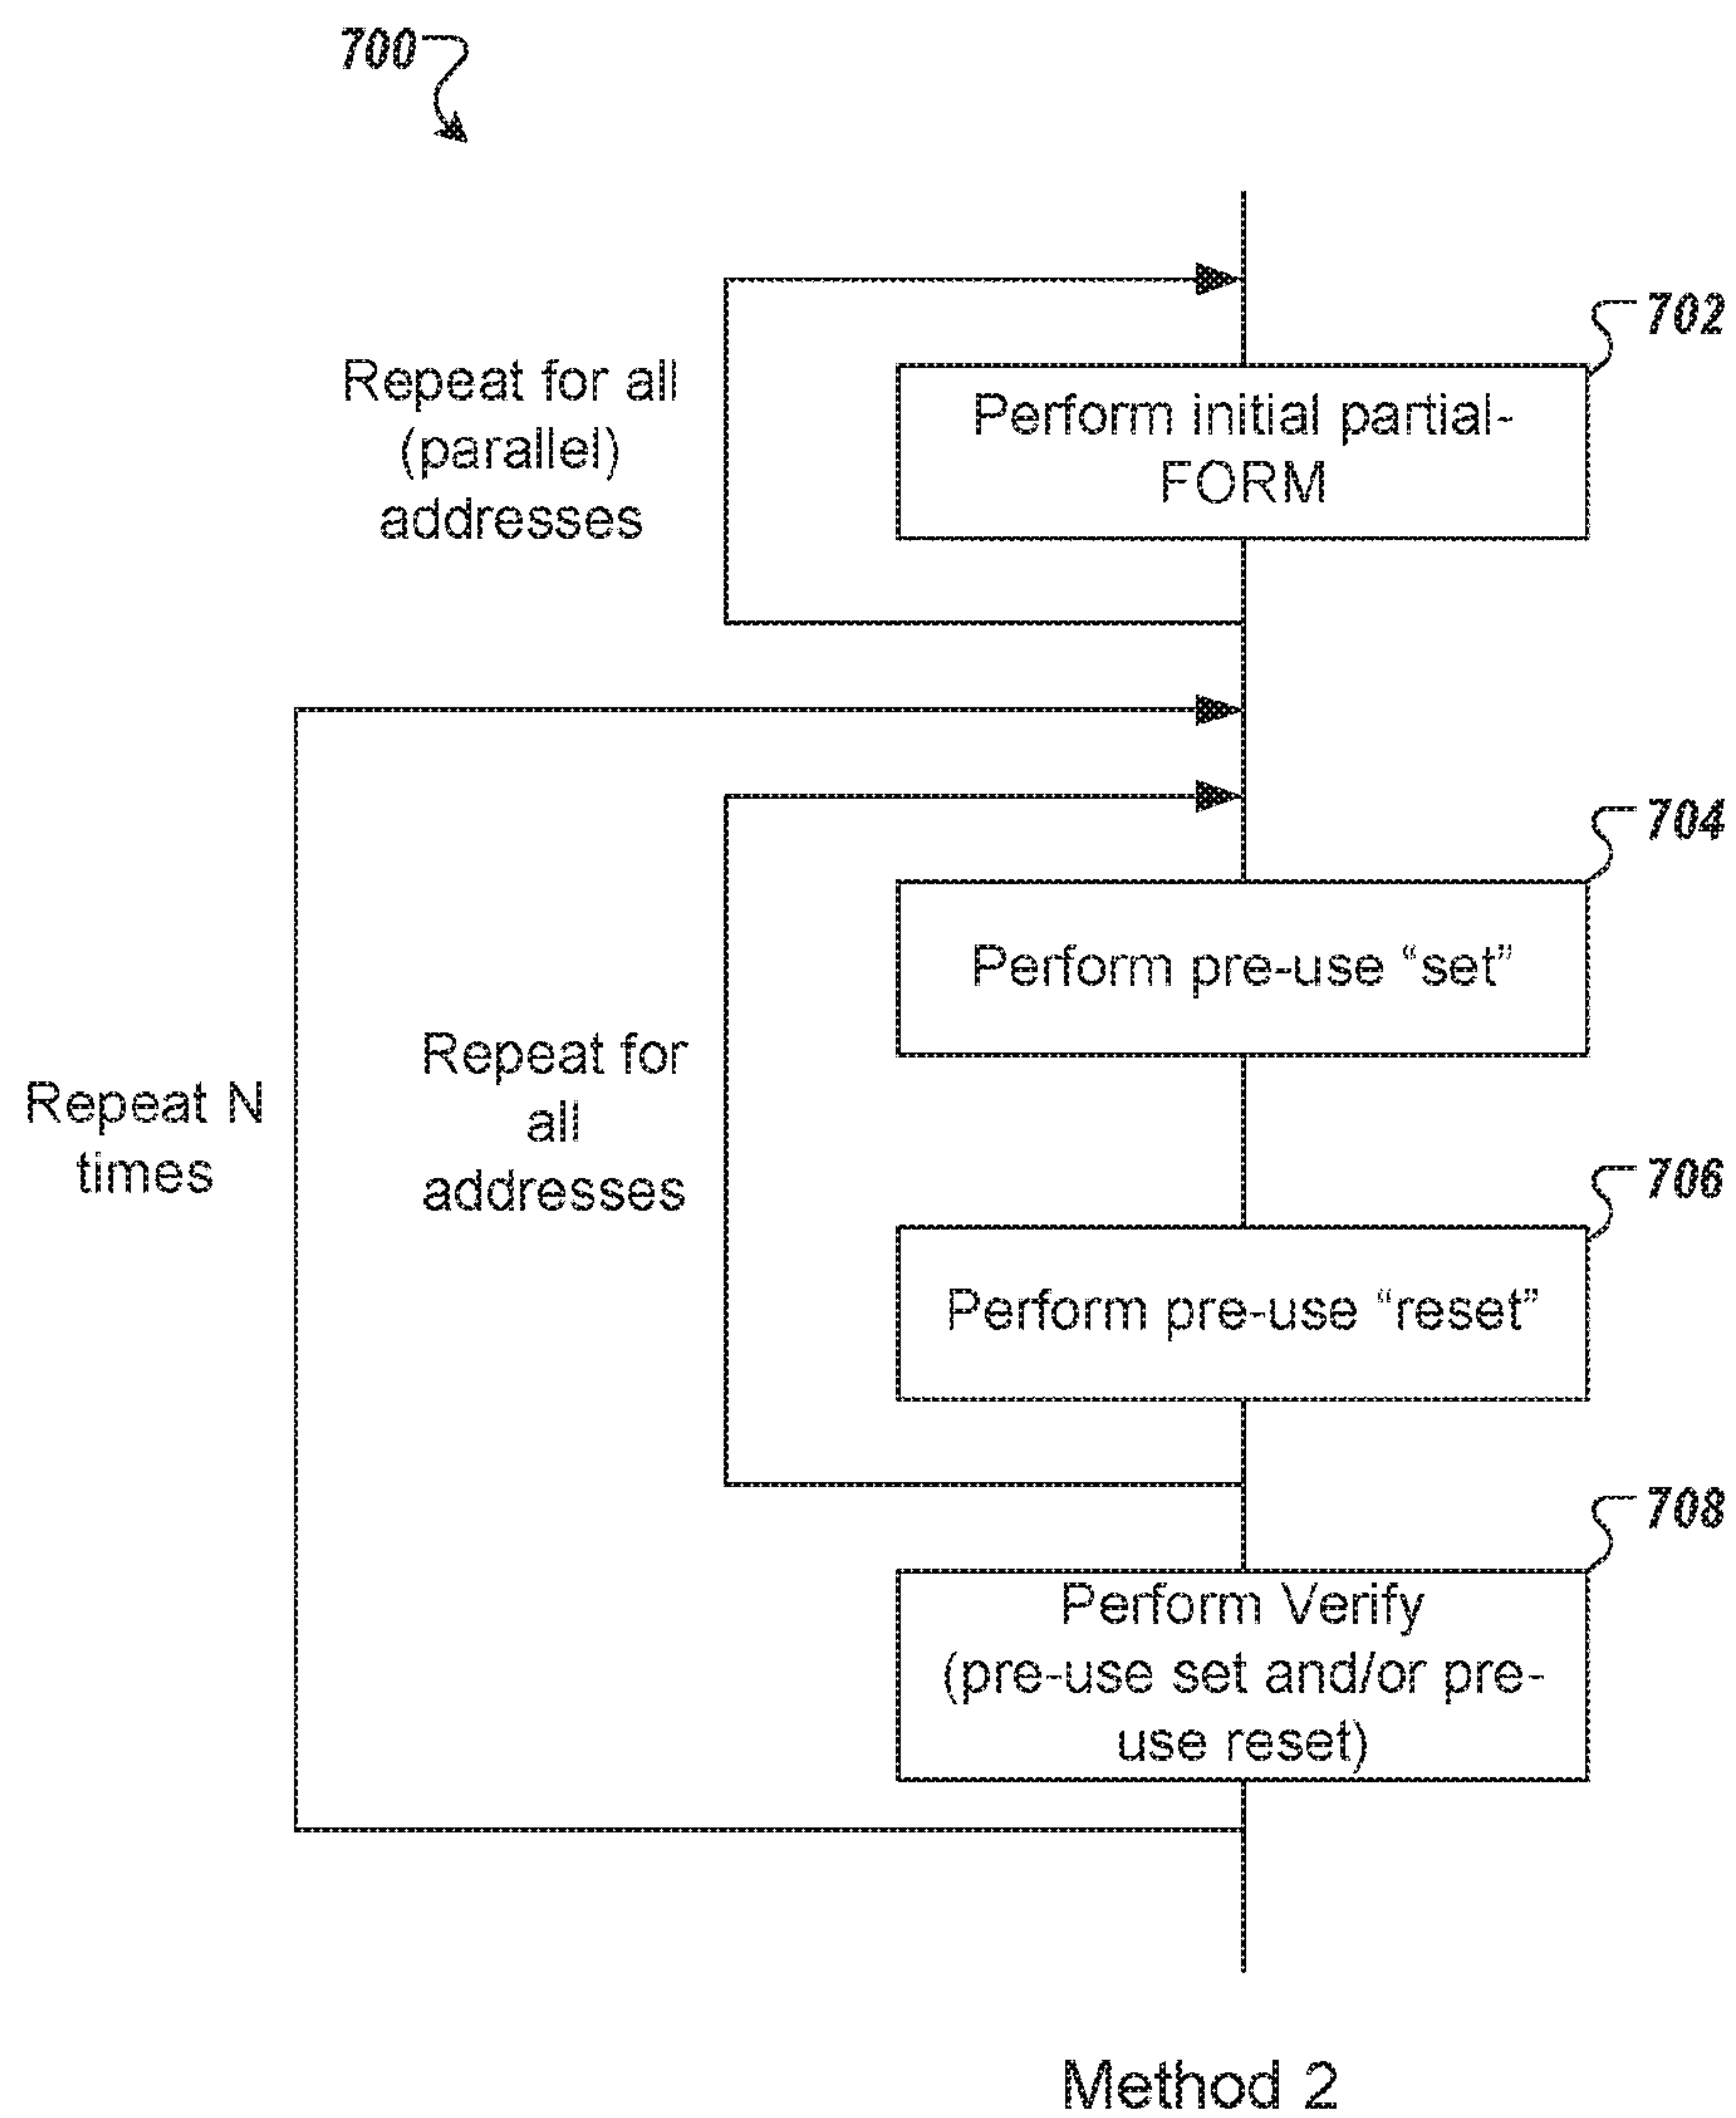 700
702
Repeat for all
(parallel)
addresses
Perform initial partial-
FORM
704
Perform pre-use “set”
Repeat for
all
addresses
Repeat N
times
706
Perform pre-use “reset”
708
Perform Verify
(pre-use set and/or pre-
use reset)
Method 2